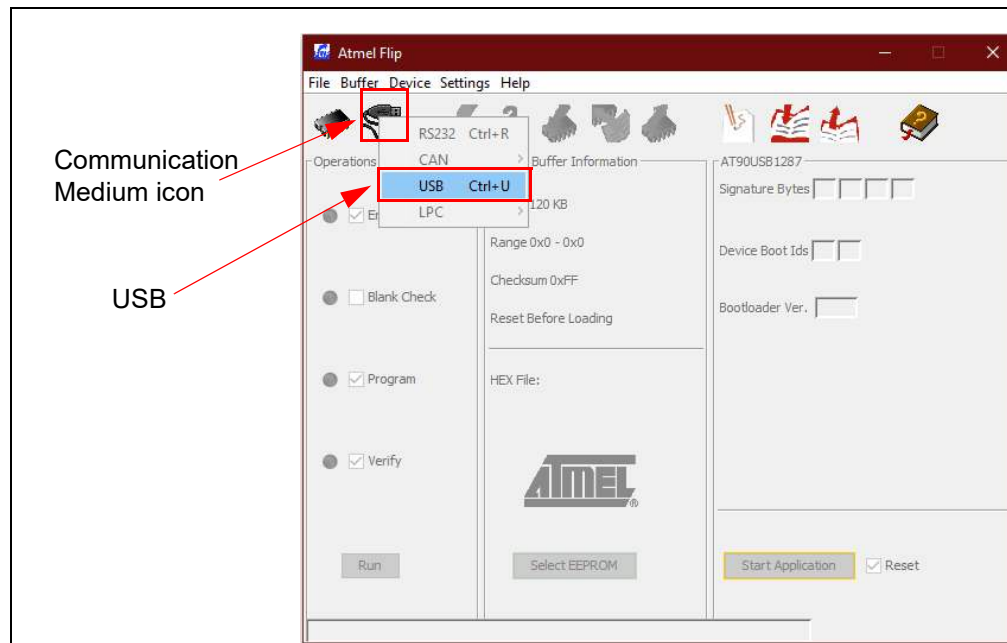 Atmel Flip
File Buffer Device Settings Help
Communication
Medium icon
USB
RS232 Ctrl+R
CAN
USB Ctrl+U
LPC
Operations
Blank Check
Program
Verify
Run
Buffer Information
120 KB
Range 0x0 - 0x0
Checksum 0xFF
Reset Before Loading
HEX File:
ATMEL
®
Select EEPROM
AT90USB1287
Signature Bytes
Device Boot Ids
Bootloader Ver.
Start Application
Reset